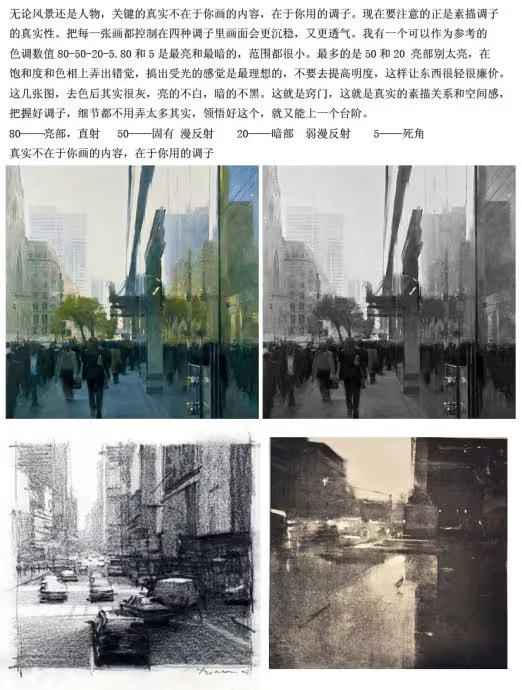 无论风景还是人物，关键的真实不在于你画的内容，在于你用的调子。现在要注意的正是素描调子
的真实性。把每一张画都控制在四种调子里画面会更沉稳，又更透气。我有一个可以作为参考的
色调数值 80-50-20-5.80 和 5 是最亮和最暗的，范围都很小。最多的是 50 和 20 亮部别太亮，在
饱和度和色相上弄出错觉，搞出受光的感觉是最理想的，不要去提高明度，这样让东西很轻很廉价。
这几张图，去色后其实很灰，亮的不白，暗的不黑。这就是窍门，这就是真实的素描关系和空间感，
把握好调子，细节都不用弄太多其实，领悟好这个，就又能上一个台阶。
80——亮部，直射 50——固有 漫反射 20——暗部 弱漫反射 5——死角
真实不在于你画的内容，在于你用的调子